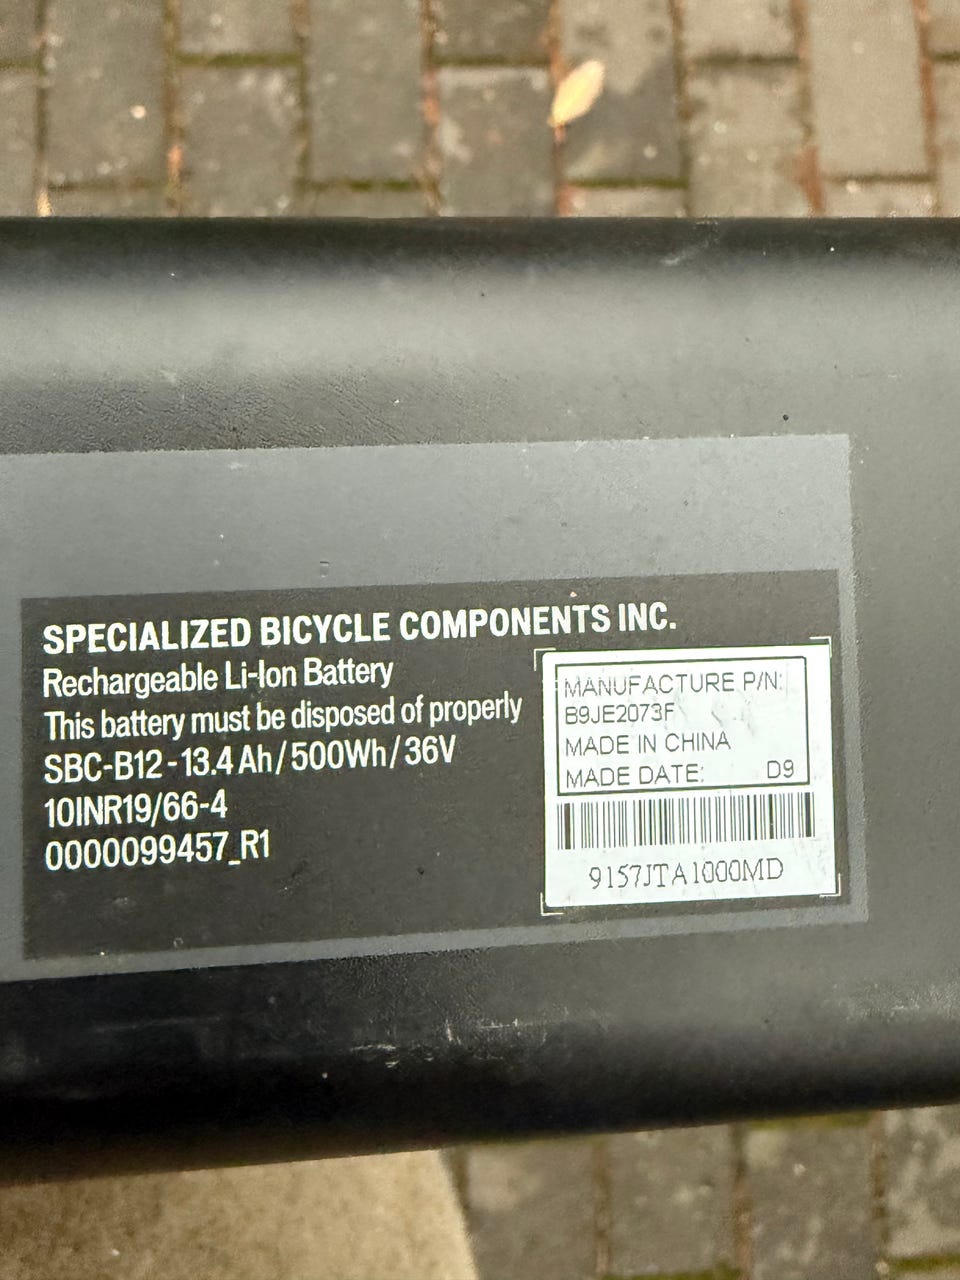 SPECIALIZED BICYCLE COMPONENTS INC.
Rechargeable Li-Ion Battery
This battery must be disposed of properly
SBC-B12 - 13.4 Ah / 500Wh / 36V
10INR19/66-4
0000099457_R1
MANUFACTURE P/N:
B9JE2073F
MADE IN CHINA
MADE DATE: D9
9157JTA1000MD